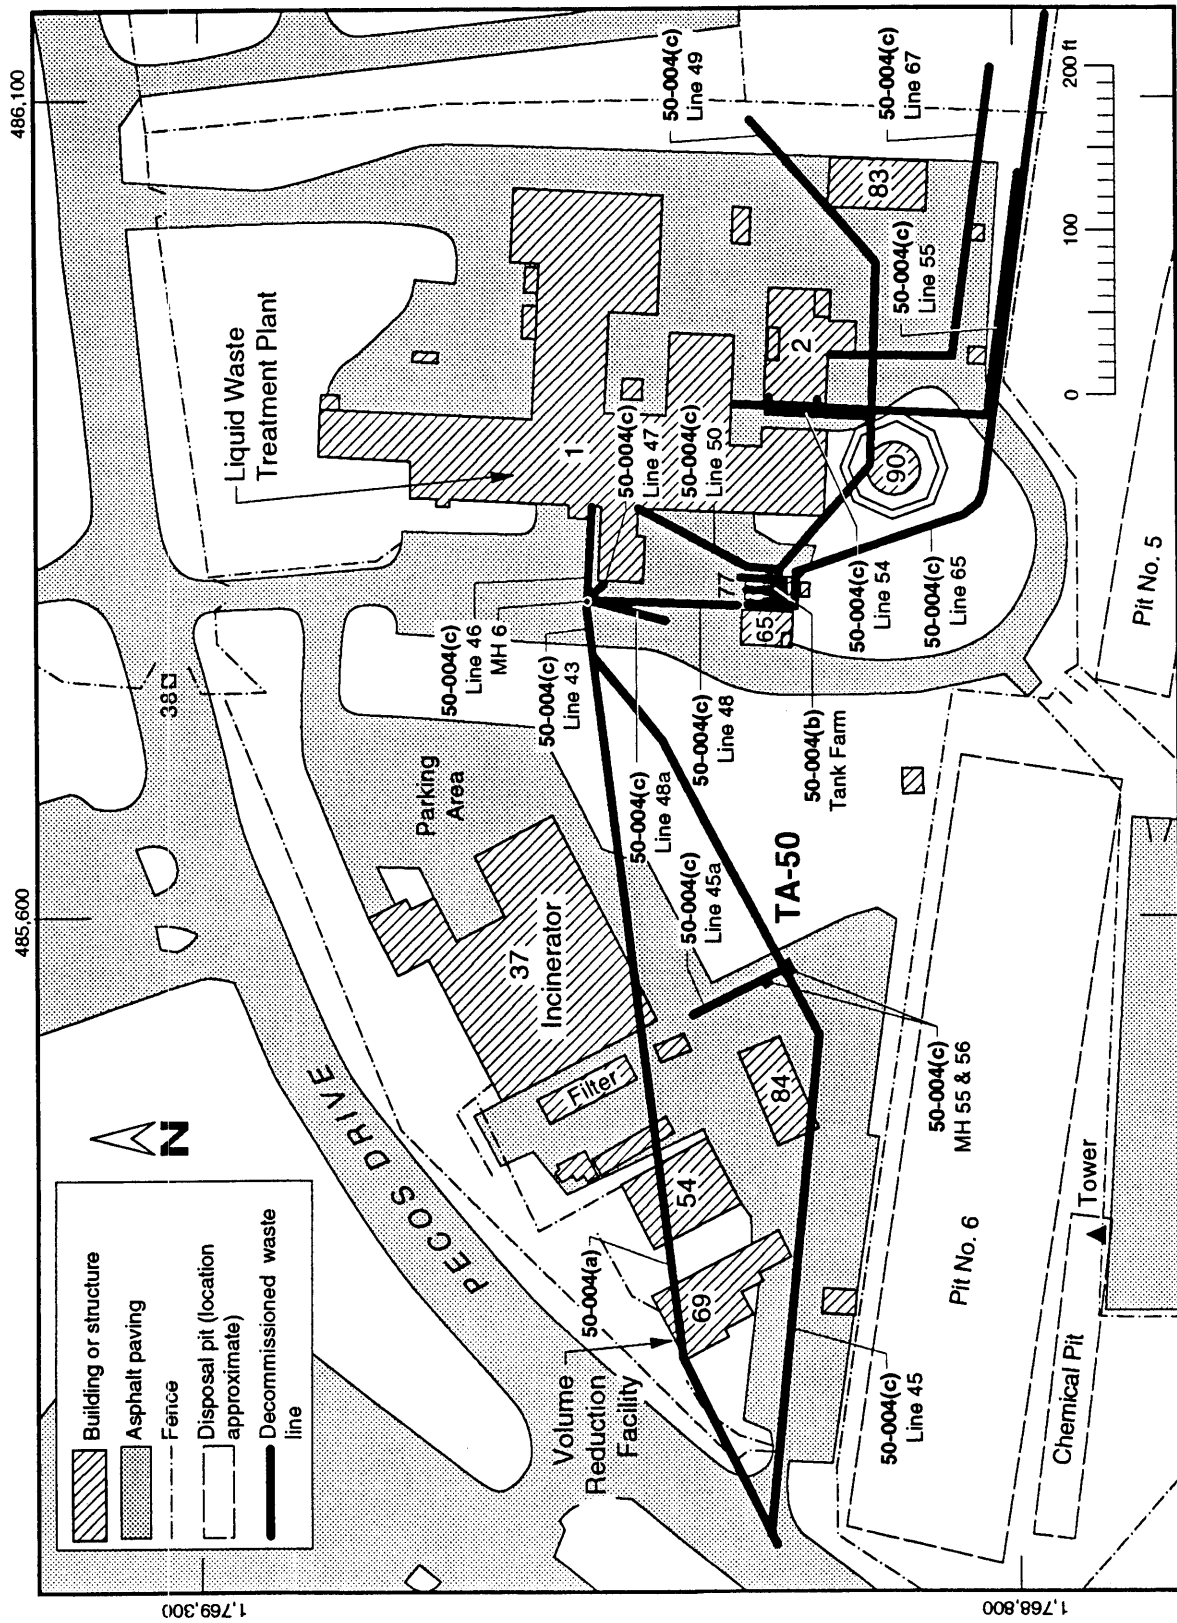 486,100
485,600
1,769,300
1,768,800
Building or structure
Asphalt paving
Fence
Disposal pit (location
approximate)
Decommissioned waste
line
N
PECOS DRIVE
38
Liquid Waste
Treatment Plant
Parking
Area
37
Incinerator
Filter
54
69
84
Volume
Reduction
Facility
50-004(a)
50-004(c)
Line 46
MH 6
50-004(c)
Line 43
50-004(c)
Line 47
50-004(c)
Line 50
50-004(c)
Line 49
50-004(c)
Line 67
50-004(c)
Line 55
50-004(c)
Line 54
50-004(c)
Line 65
50-004(b)
Tank Farm
50-004(c)
Line 48
50-004(c)
Line 48a
50-004(c)
Line 45a
50-004(c)
MH 55 & 56
50-004(c)
Line 45
TA-50
1
2
83
90
77
65
Pit No. 5
Pit No. 6
Chemical Pit
Tower
0
100
200 ft